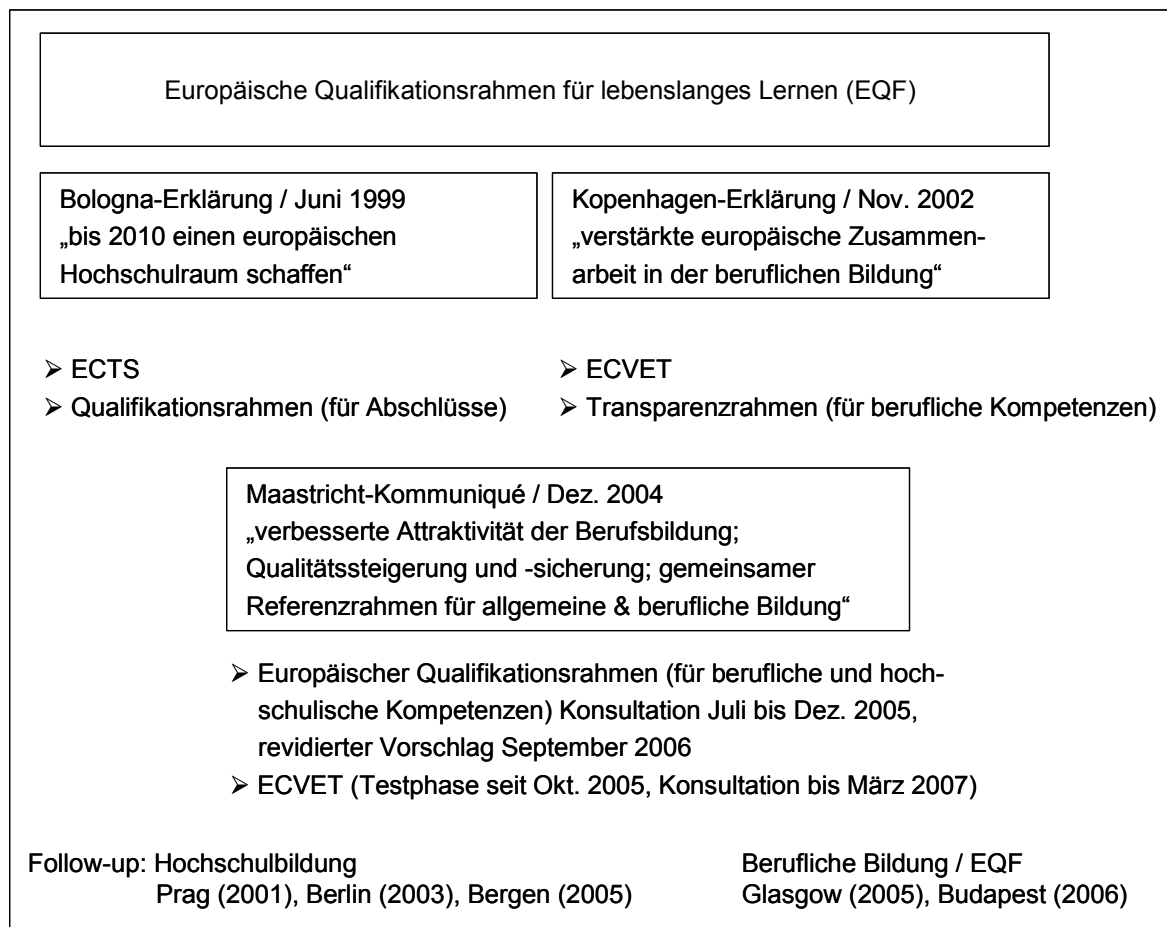 Europäische Qualifikationsrahmen für lebenslanges Lernen (EQF)
Bologna-Erklärung / Juni 1999
„bis 2010 einen europäischen
Hochschulraum schaffen“
Kopenhagen-Erklärung / Nov. 2002
„verstärkte europäische Zusammen-
arbeit in der beruflichen Bildung“
➢ ECTS
➢ Qualifikationsrahmen (für Abschlüsse)
➢ ECVET
➢ Transparenzrahmen (für berufliche Kompetenzen)
Maastricht-Kommuniqué / Dez. 2004
„verbesserte Attraktivität der Berufsbildung;
Qualitätssteigerung und -sicherung; gemeinsamer
Referenzrahmen für allgemeine & berufliche Bildung“
➢ Europäischer Qualifikationsrahmen (für berufliche und hoch-
schulische Kompetenzen) Konsultation Juli bis Dez. 2005,
revidierter Vorschlag September 2006
➢ ECVET (Testphase seit Okt. 2005, Konsultation bis März 2007)
Follow-up: Hochschulbildung
Prag (2001), Berlin (2003), Bergen (2005)
Berufliche Bildung / EQF
Glasgow (2005), Budapest (2006)